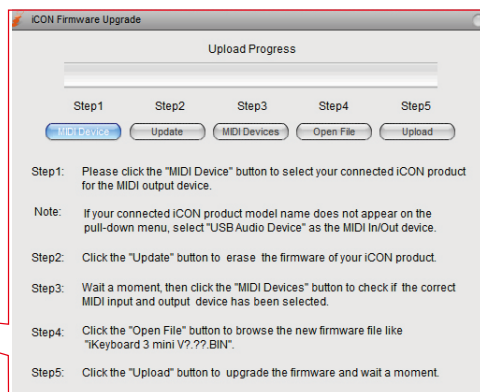 iCON Firmware Upgrade
Upload Progress
Step1 Step2 Step3 Step4 Step5
MIDI Device Update MIDI Devices Open File Upload
Step1: Please click the "MIDI Device" button to select your connected iCON product
for the MIDI output device.
Note: If your connected iCON product model name does not appear on the
pull-down menu, select "USB Audio Device" as the MIDI In/Out device.
Step2: Click the "Update" button to erase the firmware of your iCON product.
Step3: Wait a moment, then click the "MIDI Devices" button to check if the correct
MIDI input and output device has been selected.
Step4: Click the "Open File" button to browse the new firmware file like
"iKeyboard 3 mini V?.??.BIN".
Step5: Click the "Upload" button to upgrade the firmware and wait a moment.